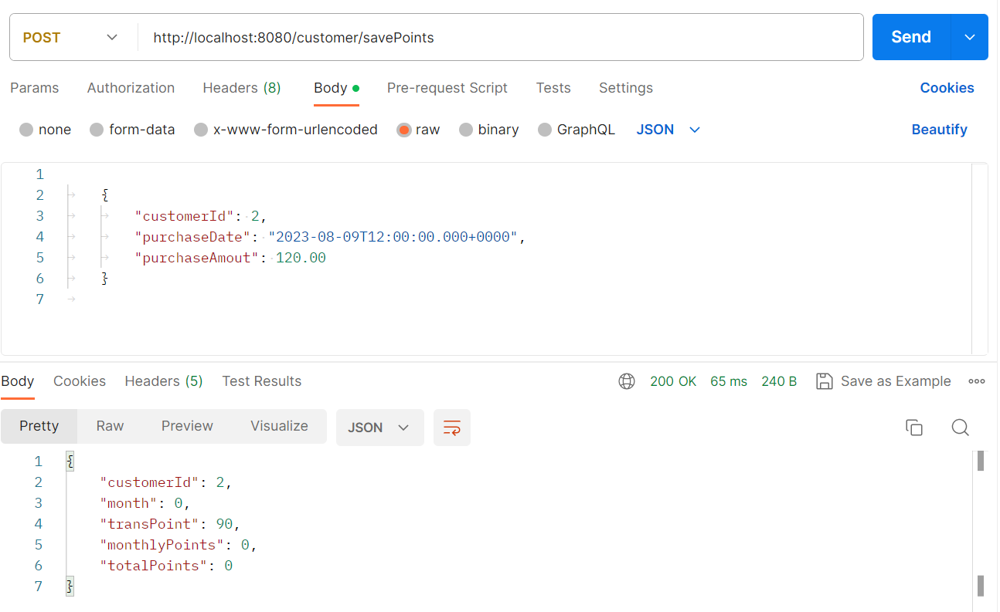 POST http://localhost:8080/customer/savePoints Send
Params Authorization Headers (8) Body Pre-request Script Tests Settings Cookies
none form-data x-www-form-urlencoded raw binary GraphQL JSON Beautify
1
2 {
3 "customerId": 2,
4 "purchaseDate": "2023-08-09T12:00:00.000+0000",
5 "purchaseAmout": 120.00
6 }
7
Body Cookies Headers (5) Test Results 200 OK 65 ms 240 B Save as Example
Pretty Raw Preview Visualize JSON
1 {
2 "customerId": 2,
3 "month": 0,
4 "transPoint": 90,
5 "monthlyPoints": 0,
6 "totalPoints": 0
7 }